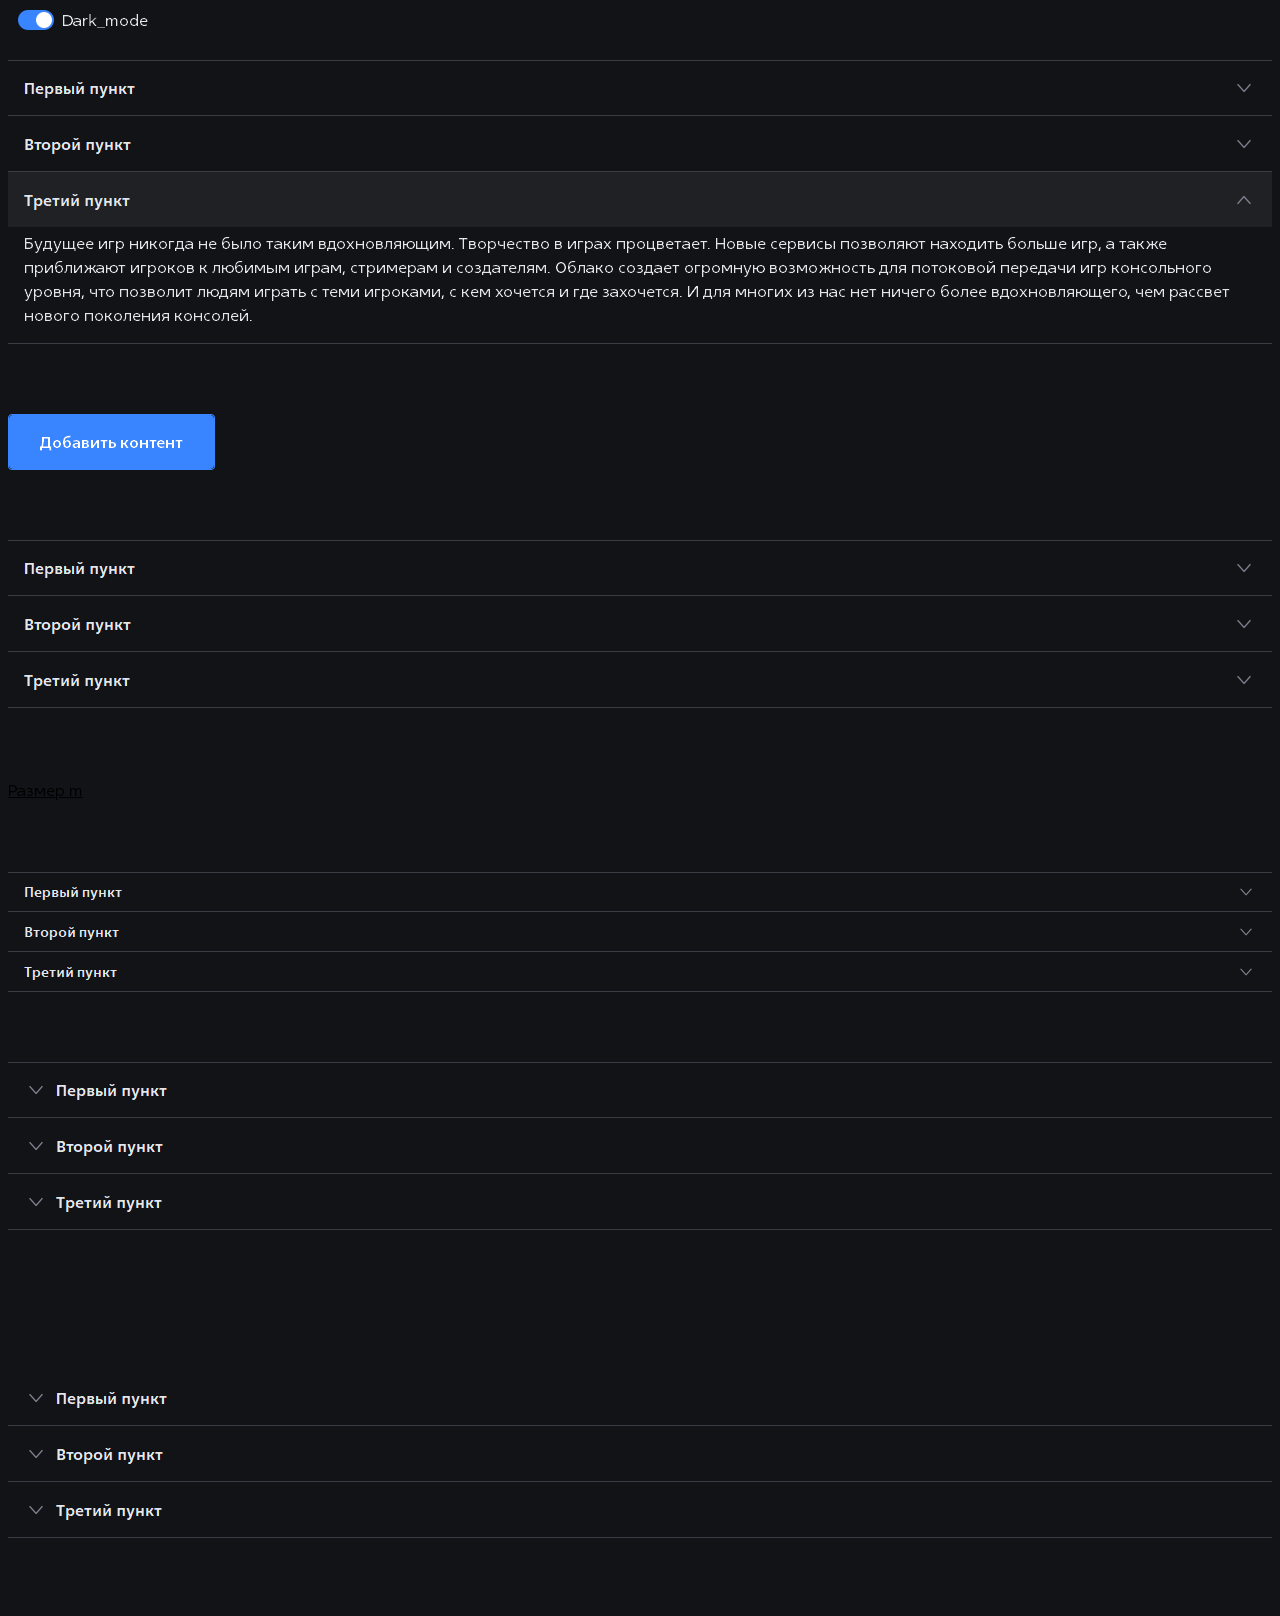 Dark_mode
Первый пункт
Второй пункт
Третий пункт
Будущее игр никогда не было таким вдохновляющим. Творчество в играх процветает. Новые сервисы позволяют находить больше игр, а также
приближают игроков к любимым играм, стримерам и создателям. Облако создает огромную возможность для потоковой передачи игр консольного
уровня, что позволит людям играть с теми игроками, с кем хочется и где захочется. И для многих из нас нет ничего более вдохновляющего, чем рассвет
нового поколения консолей.
Добавить контент
Первый пункт
Второй пункт
Третий пункт
Размер m
Первый пункт
Второй пункт
Третий пункт
Первый пункт
Второй пункт
Третий пункт
Первый пункт
Второй пункт
Третий пункт